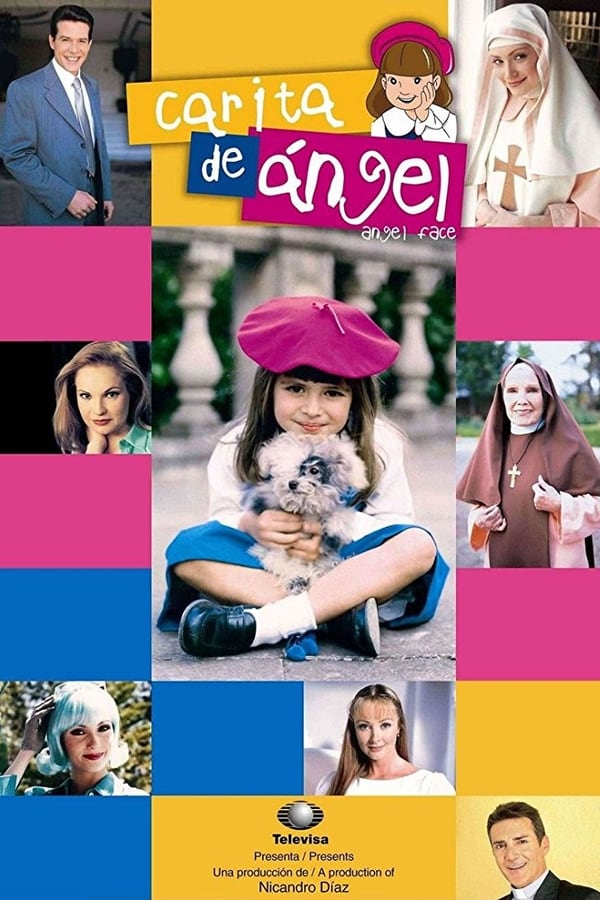 carita
de ángel
angel face
Televisa
Presenta / Presents
Una producción de / A production of
Nicandro Díaz